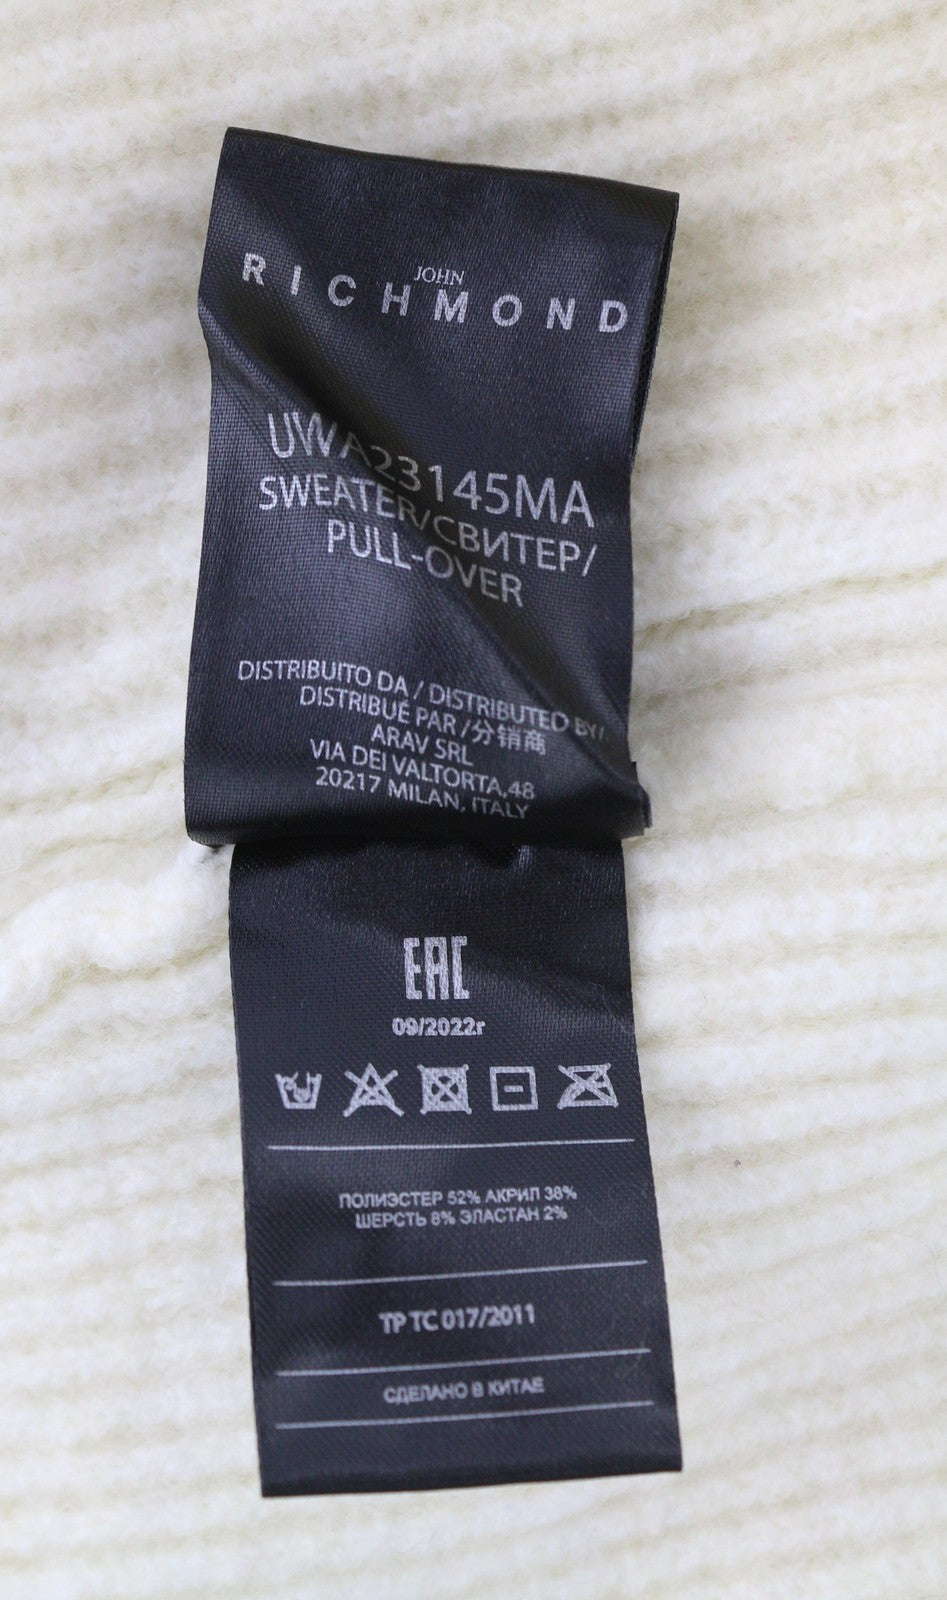 JOHN
RICHMOND
UWA23145MA
SWEATER/СВИТЕР/
PULL-OVER
DISTRIBUITO DA / DISTRIBUTED BY/
DISTRIBUÉ PAR /分销商
ARAV SRL
VIA DEI VALTORTA,48
20217 MILAN, ITALY
EAC
09/2022г
ПОЛИЭСТЕР 52% АКРИЛ 38%
ШЕРСТЬ 8% ЭЛАСТАН 2%
ТР ТС 017/2011
СДЕЛАНО В КИТАЕ